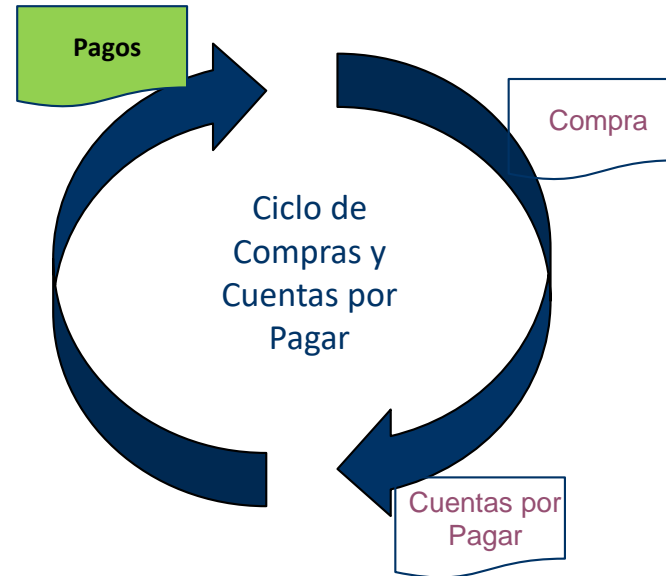 Pagos
Compra
Ciclo de
Compras y
Cuentas por
Pagar
Cuentas por
Pagar